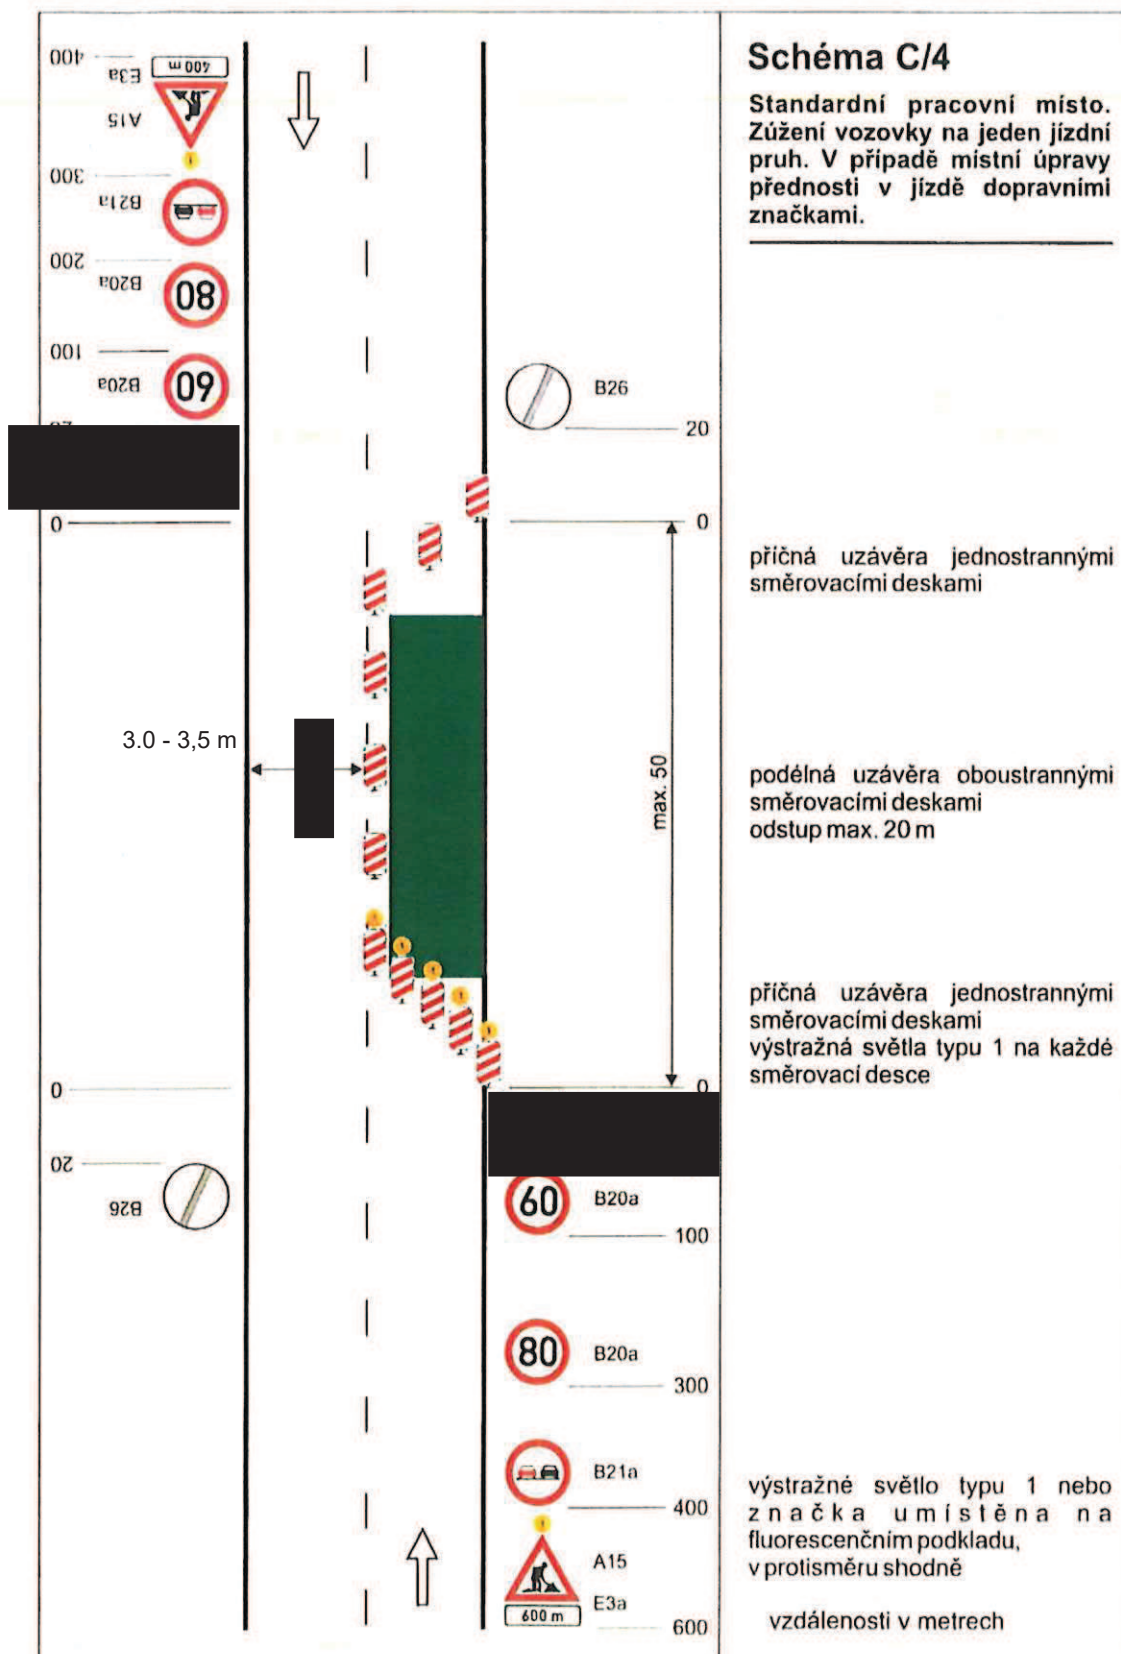 Schéma C/4
Standardní pracovní místo.
Zúžení vozovky na jeden jízdní
pruh. V případě místní úpravy
přednosti v jízdě dopravními
značkami.
400
E3a
400 m
A15
300
B21a
200
B20a
80
100
B20a
60
0
B26
20
0
příčná uzávěra jednostrannými
směrovacími deskami
3.0 - 3,5 m
max. 50
podélná uzávěra oboustrannými
směrovacími deskami
odstup max. 20 m
příčná uzávěra jednostrannými
směrovacími deskami
výstražná světla typu 1 na každé
směrovací desce
0
0
20
B26
60
B20a
100
80
B20a
300
B21a
400
A15
E3a
600 m
600
výstražné světlo typu 1 nebo
značka umístěna na
fluorescenčním podkladu,
v protisměru shodně
vzdálenosti v metrech